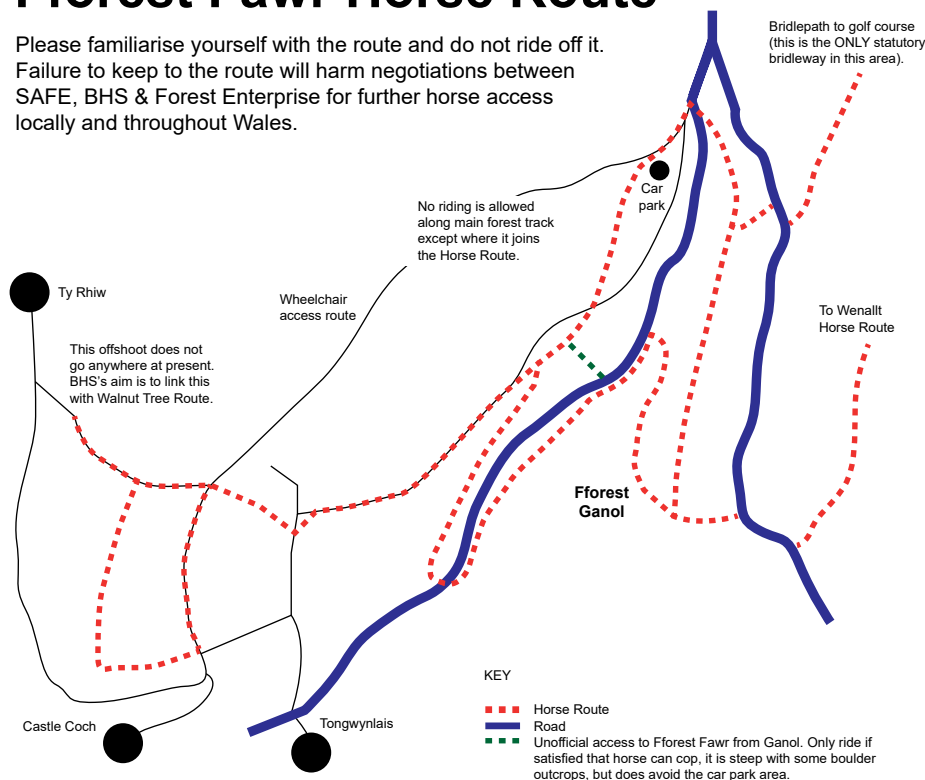 Fforest Fawr Horse Route
Please familiarise yourself with the route and do not ride off it.
Failure to keep to the route will harm negotiations between
SAFE, BHS & Forest Enterprise for further horse access
locally and throughout Wales.
Bridlepath to golf course
(this is the ONLY statutory
bridleway in this area).
Car
park
No riding is allowed
along main forest track
except where it joins
the Horse Route.
Ty Rhiw
Wheelchair
access route
To Wenallt
Horse Route
This offshoot does not
go anywhere at present.
BHS's aim is to link this
with Walnut Tree Route.
Fforest
Ganol
Castle Coch
Tongwynlais
KEY
Horse Route
Road
Unofficial access to Fforest Fawr from Ganol. Only ride if
satisfied that horse can cop, it is steep with some boulder
outcrops, but does avoid the car park area.